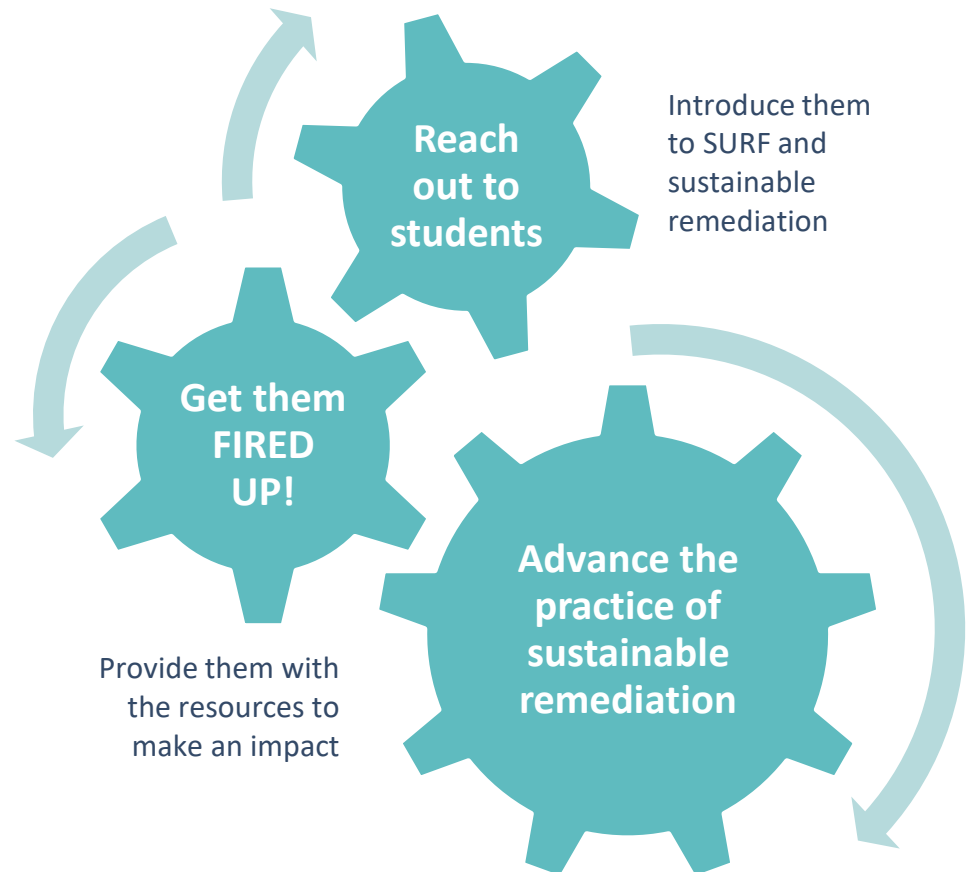 Reach
out to
students
Introduce them
to SURF and
sustainable
remediation
Get them
FIRED
UP!
Provide them with
the resources to
make an impact
Advance the
practice of
sustainable
remediation